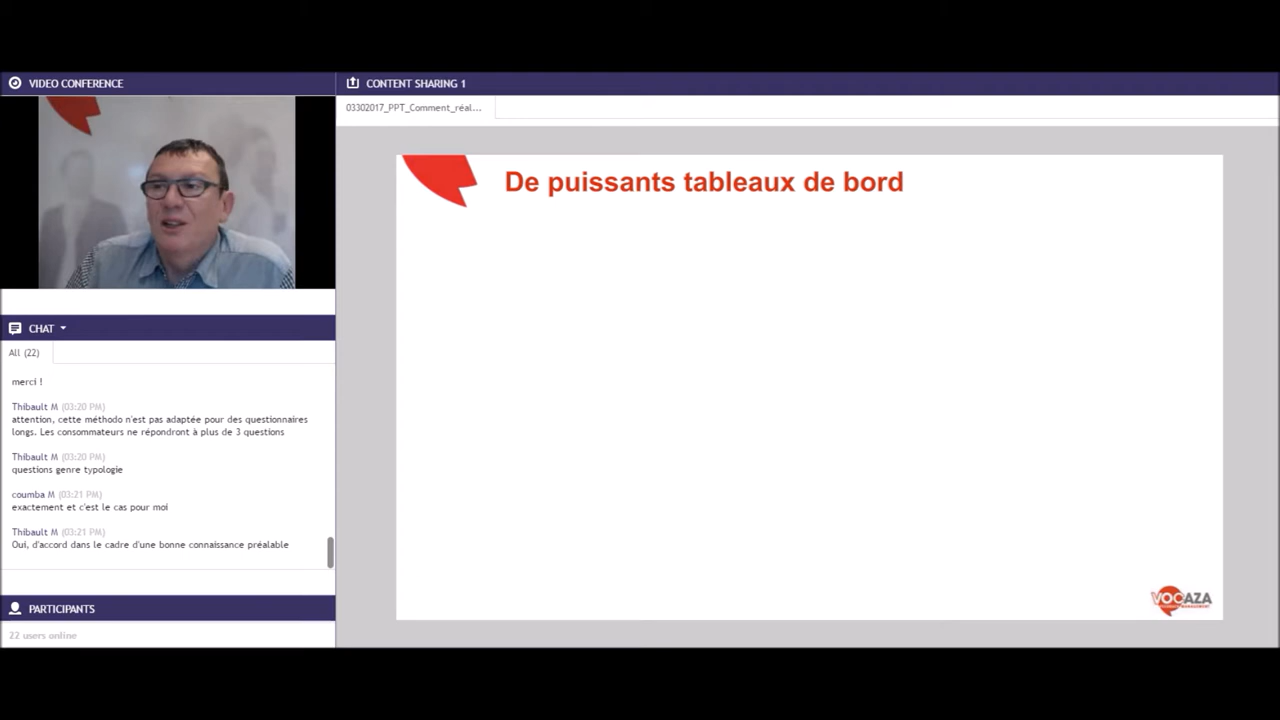 VIDEO CONFERENCE
CONTENT SHARING 1
03302017_PPT_Comment_réal...
De puissants tableaux de bord
CHAT
All (22)
merci !
Thibault M (03:20 PM)
attention, cette méthodo n'est pas adaptée pour des questionnaires
longs. Les consommateurs ne répondront à plus de 3 questions
Thibault M (03:20 PM)
questions genre typologie
coumba M (03:21 PM)
exactement et c'est le cas pour moi
Thibault M (03:21 PM)
Oui, d'accord dans le cadre d'une bonne connaissance préalable
VOCAZA
PARTICIPANTS
22 users online